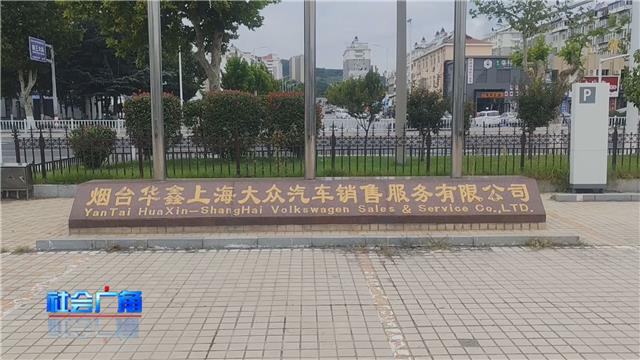 烟台华鑫上海大众汽车销售服务有限公司
YanTai HuaXin-ShangHai Volkswagen Sales & Service Co.,LTD.
P
社会广角